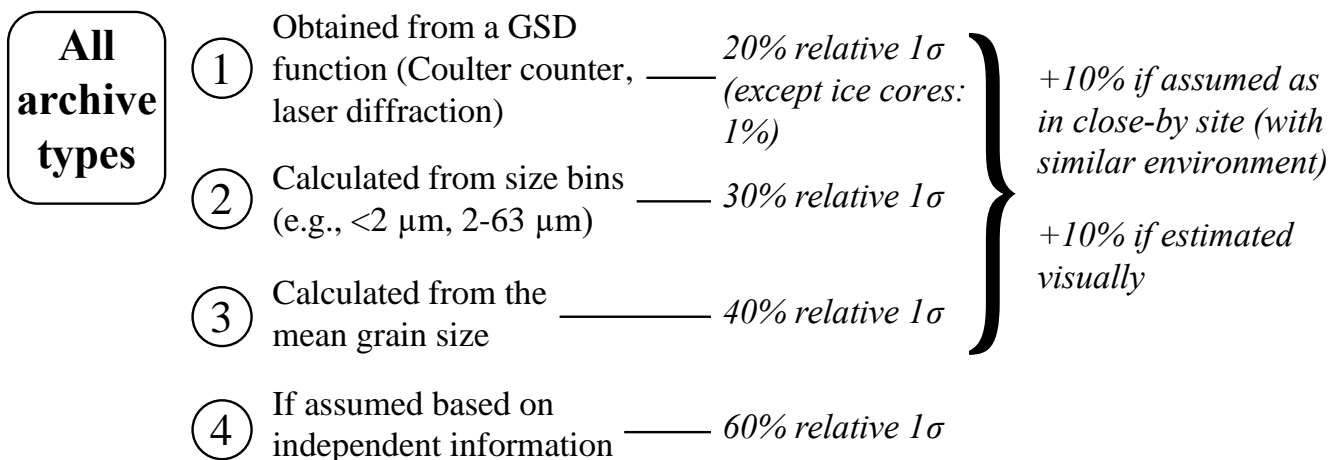 All
archive
types
1
Obtained from a GSD
function (Coulter counter,
laser diffraction)
20% relative 1σ
(except ice cores:
1%)
2
Calculated from size bins
(e.g., <2 µm, 2-63 µm)
30% relative 1σ
3
Calculated from the
mean grain size
40% relative 1σ
4
If assumed based on
independent information
60% relative 1σ
+10% if assumed as
in close-by site (with
similar environment)
+10% if estimated
visually